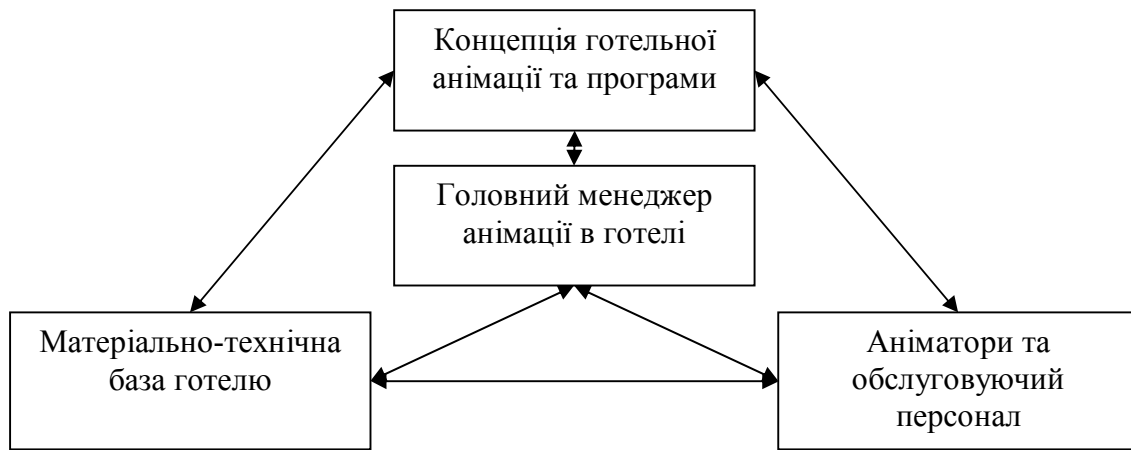 Концепція готельної
анімації та програми
Головний менеджер
анімації в готелі
Матеріально-технічна
база готелю
Аніматори та
обслуговуючий
персонал